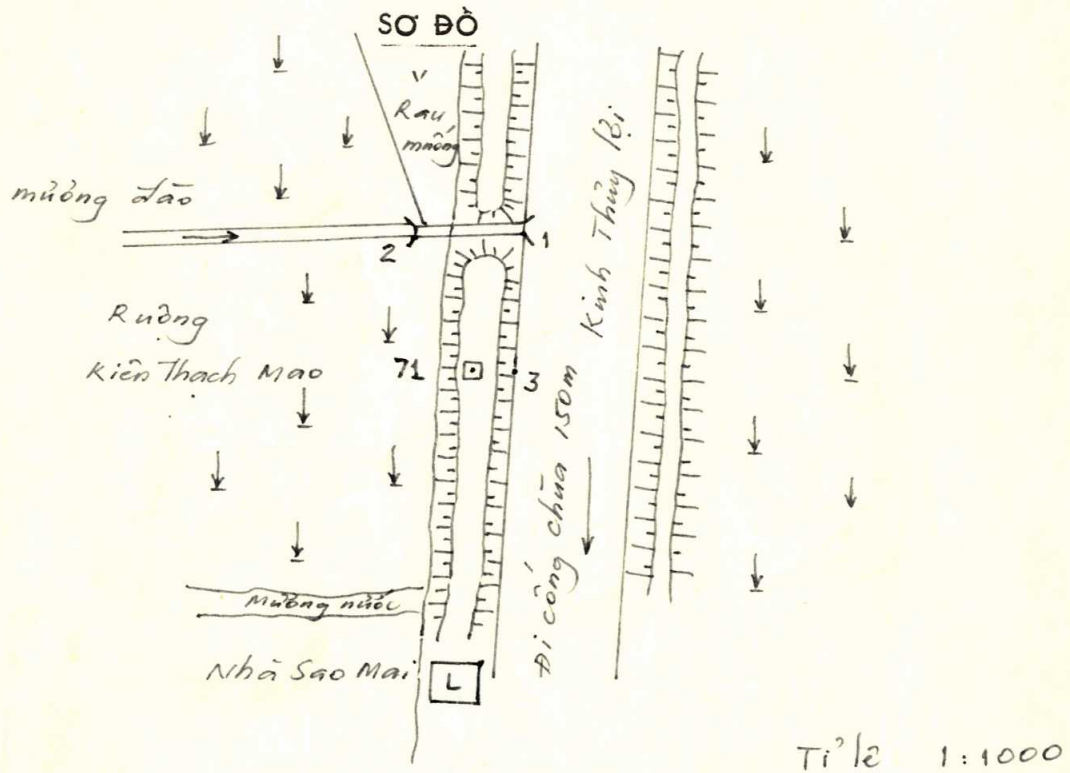 SƠ ĐỒ
Rau
muống
mương đào
2
1
Kinh Thủy lợi
Ruộng
Kiên Thạch Mao
71
3
Đi cống chùa 150m
Mương nước
Nhà Sao Mai
L
Tỉ lệ 1:1000